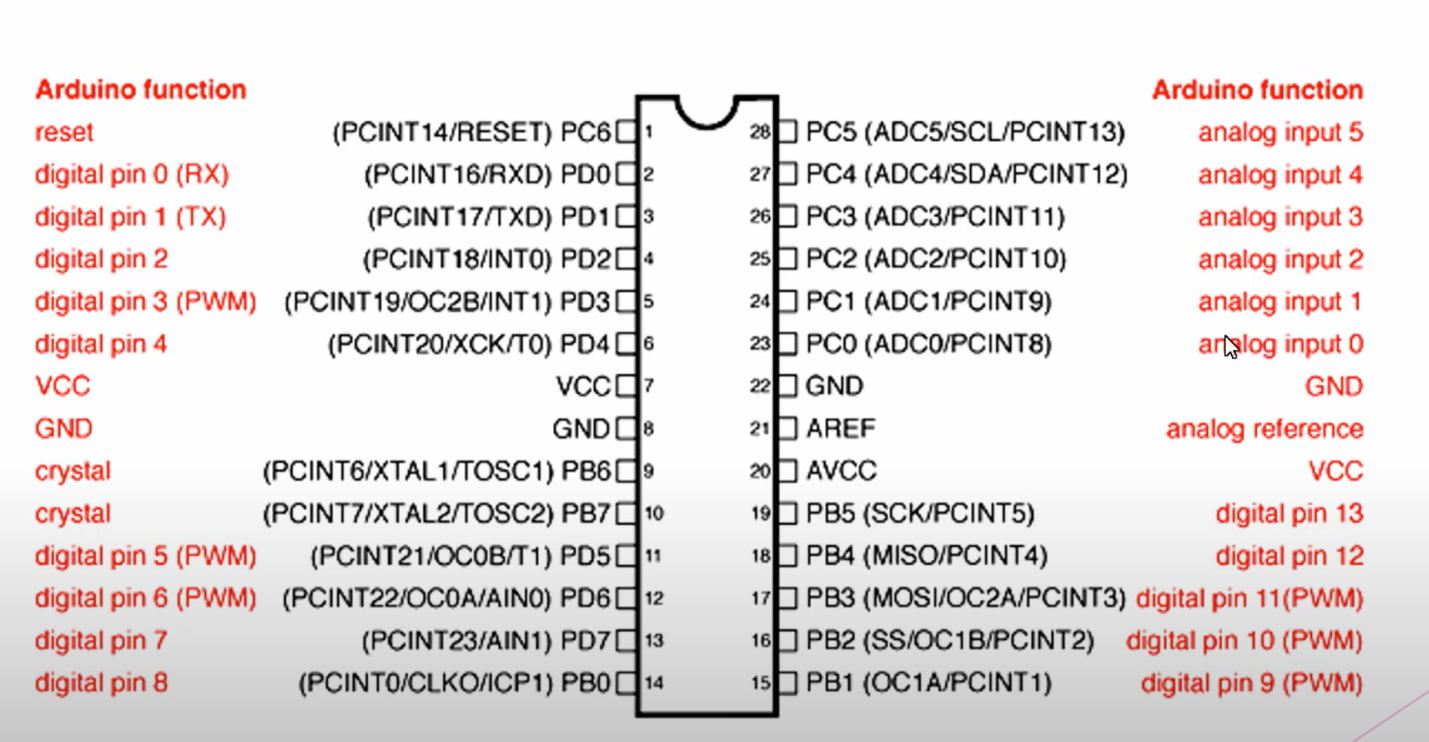 Arduino function Arduino function
reset (PCINT14/RESET) PC6 1 28 PC5 (ADC5/SCL/PCINT13) analog input 5
digital pin 0 (RX) (PCINT16/RXD) PD0 2 27 PC4 (ADC4/SDA/PCINT12) analog input 4
digital pin 1 (TX) (PCINT17/TXD) PD1 3 26 PC3 (ADC3/PCINT11) analog input 3
digital pin 2 (PCINT18/INT0) PD2 4 25 PC2 (ADC2/PCINT10) analog input 2
digital pin 3 (PWM) (PCINT19/OC2B/INT1) PD3 5 24 PC1 (ADC1/PCINT9) analog input 1
digital pin 4 (PCINT20/XCK/T0) PD4 6 23 PC0 (ADC0/PCINT8) analog input 0
VCC VCC 7 22 GND GND
GND GND 8 21 AREF analog reference
crystal (PCINT6/XTAL1/TOSC1) PB6 9 20 AVCC VCC
crystal (PCINT7/XTAL2/TOSC2) PB7 10 19 PB5 (SCK/PCINT5) digital pin 13
digital pin 5 (PWM) (PCINT21/OC0B/T1) PD5 11 18 PB4 (MISO/PCINT4) digital pin 12
digital pin 6 (PWM) (PCINT22/OC0A/AIN0) PD6 12 17 PB3 (MOSI/OC2A/PCINT3) digital pin 11(PWM)
digital pin 7 (PCINT23/AIN1) PD7 13 16 PB2 (SS/OC1B/PCINT2) digital pin 10 (PWM)
digital pin 8 (PCINT0/CLKO/ICP1) PB0 14 15 PB1 (OC1A/PCINT1) digital pin 9 (PWM)